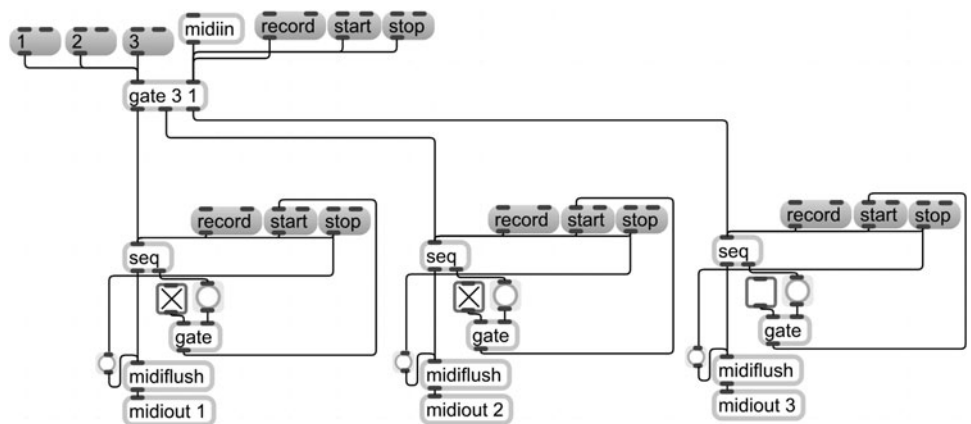 1 2 3 midiin record start stop
gate 3 1
record start stop record start stop record start stop
seq seq seq
gate gate gate
midiflush midiflush midiflush
midiout 1 midiout 2 midiout 3